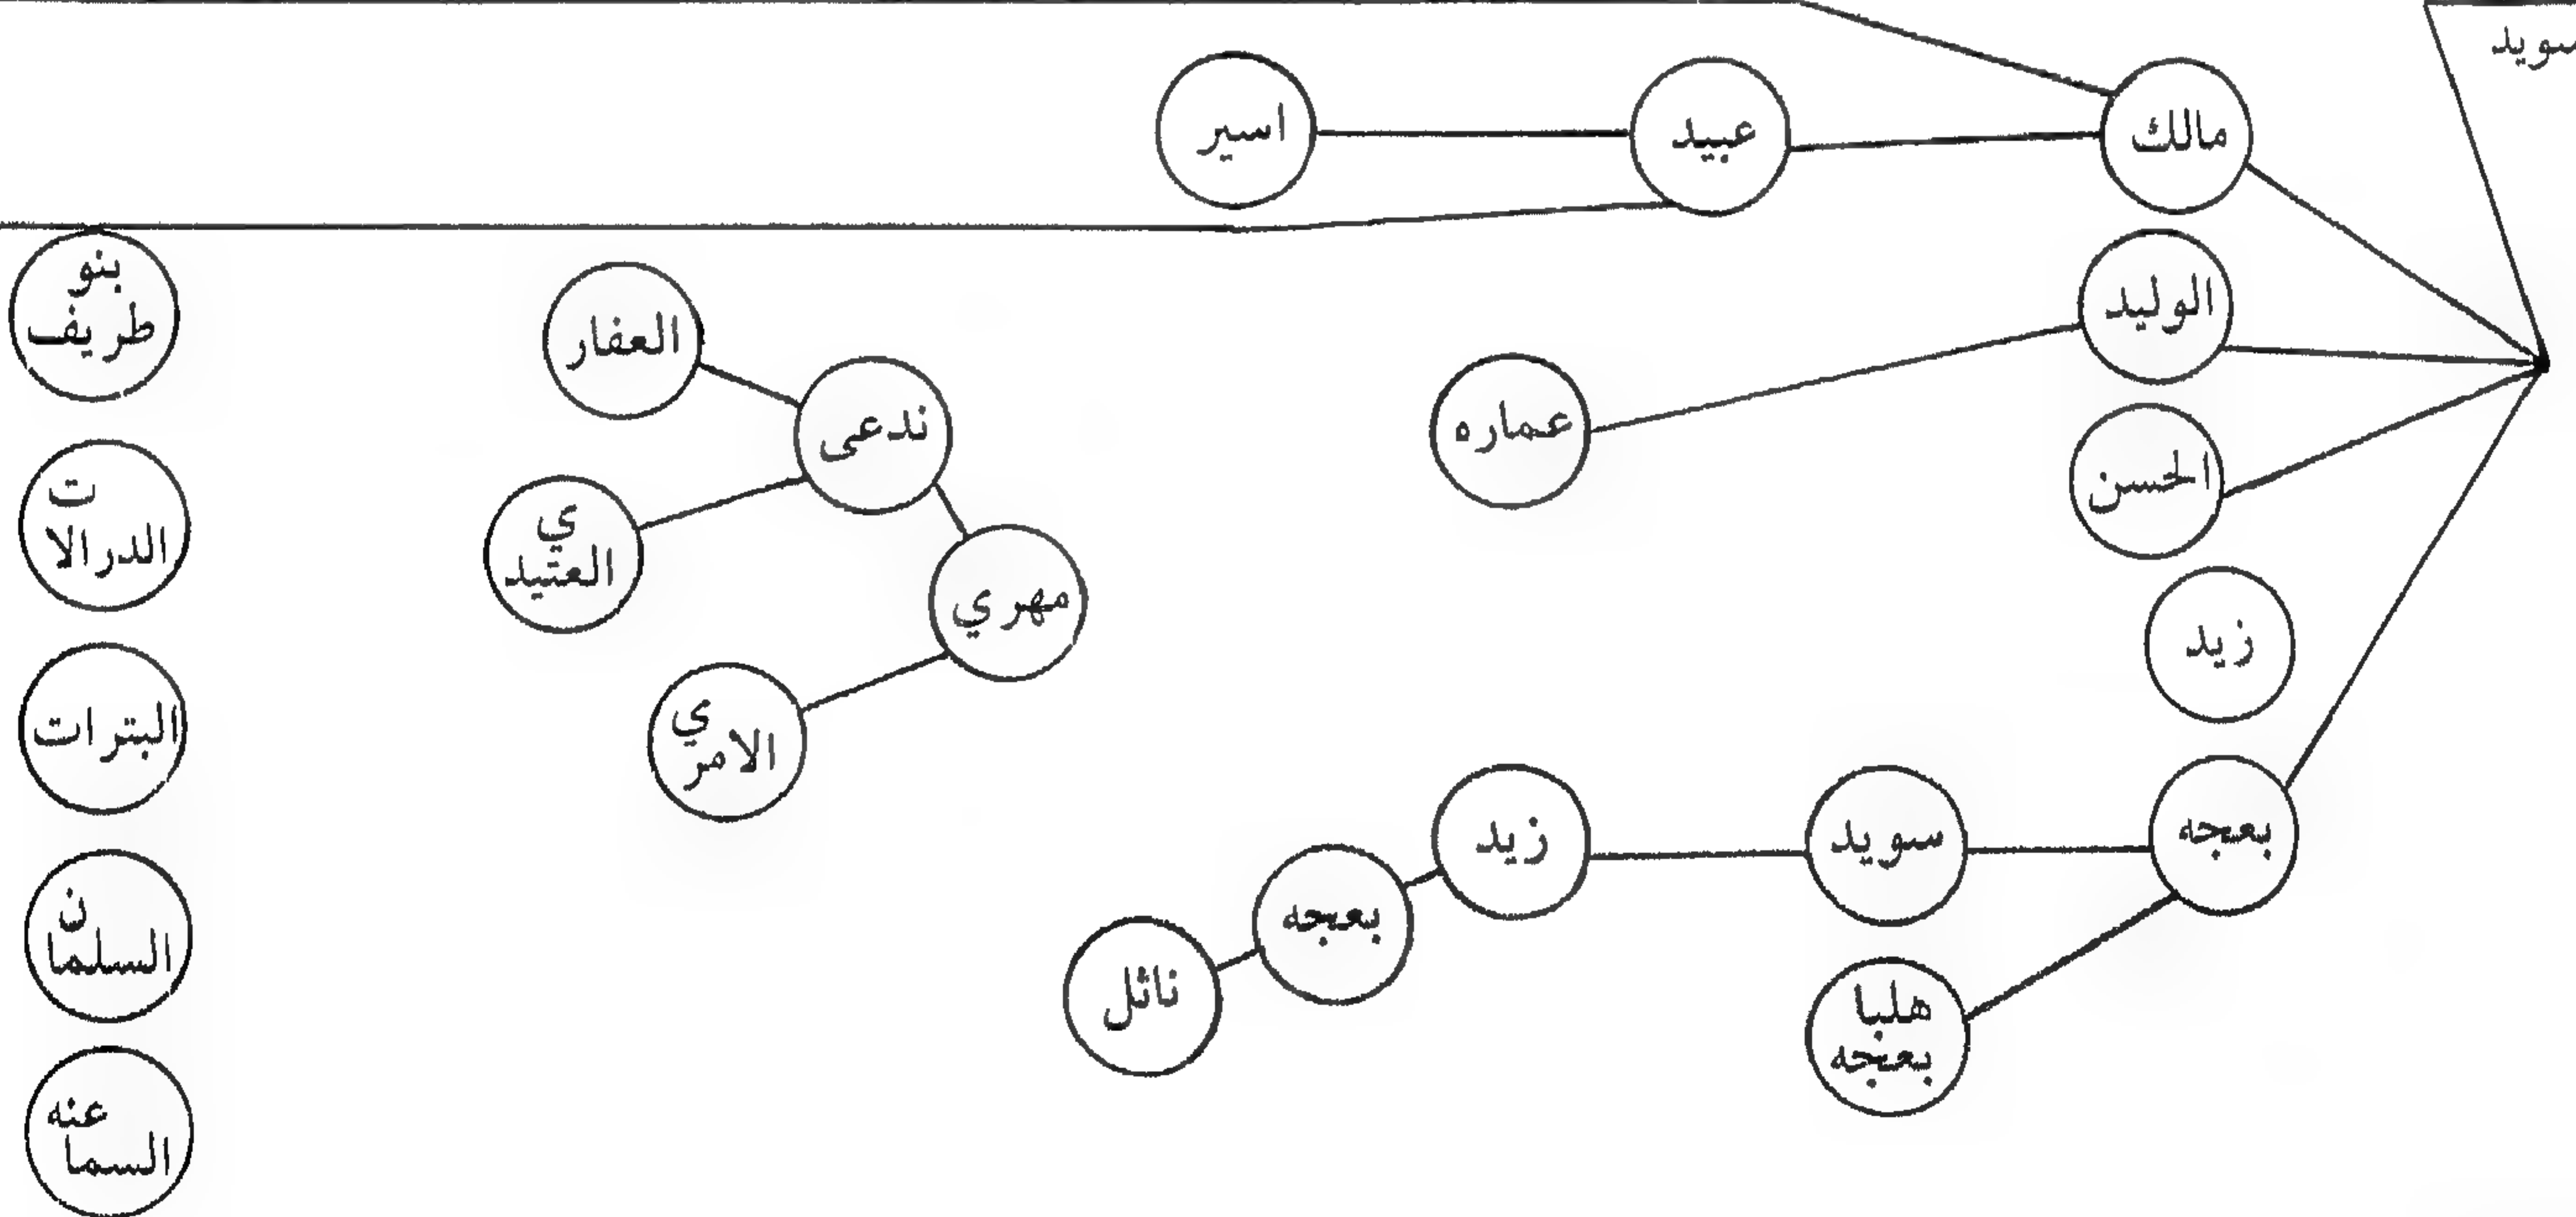 سويد
مالك
عبيد
اسير
الوليد
عماره
الحسن
زيد
بعجه
سويد
زيد
بعجه
نائل
هلبا
بعجه
العفار
ندعى
ي
العتيد
مهري
ي
الامر
بنو
طريف
ت
الدرالا
البترات
ن
السلما
عنه
السما